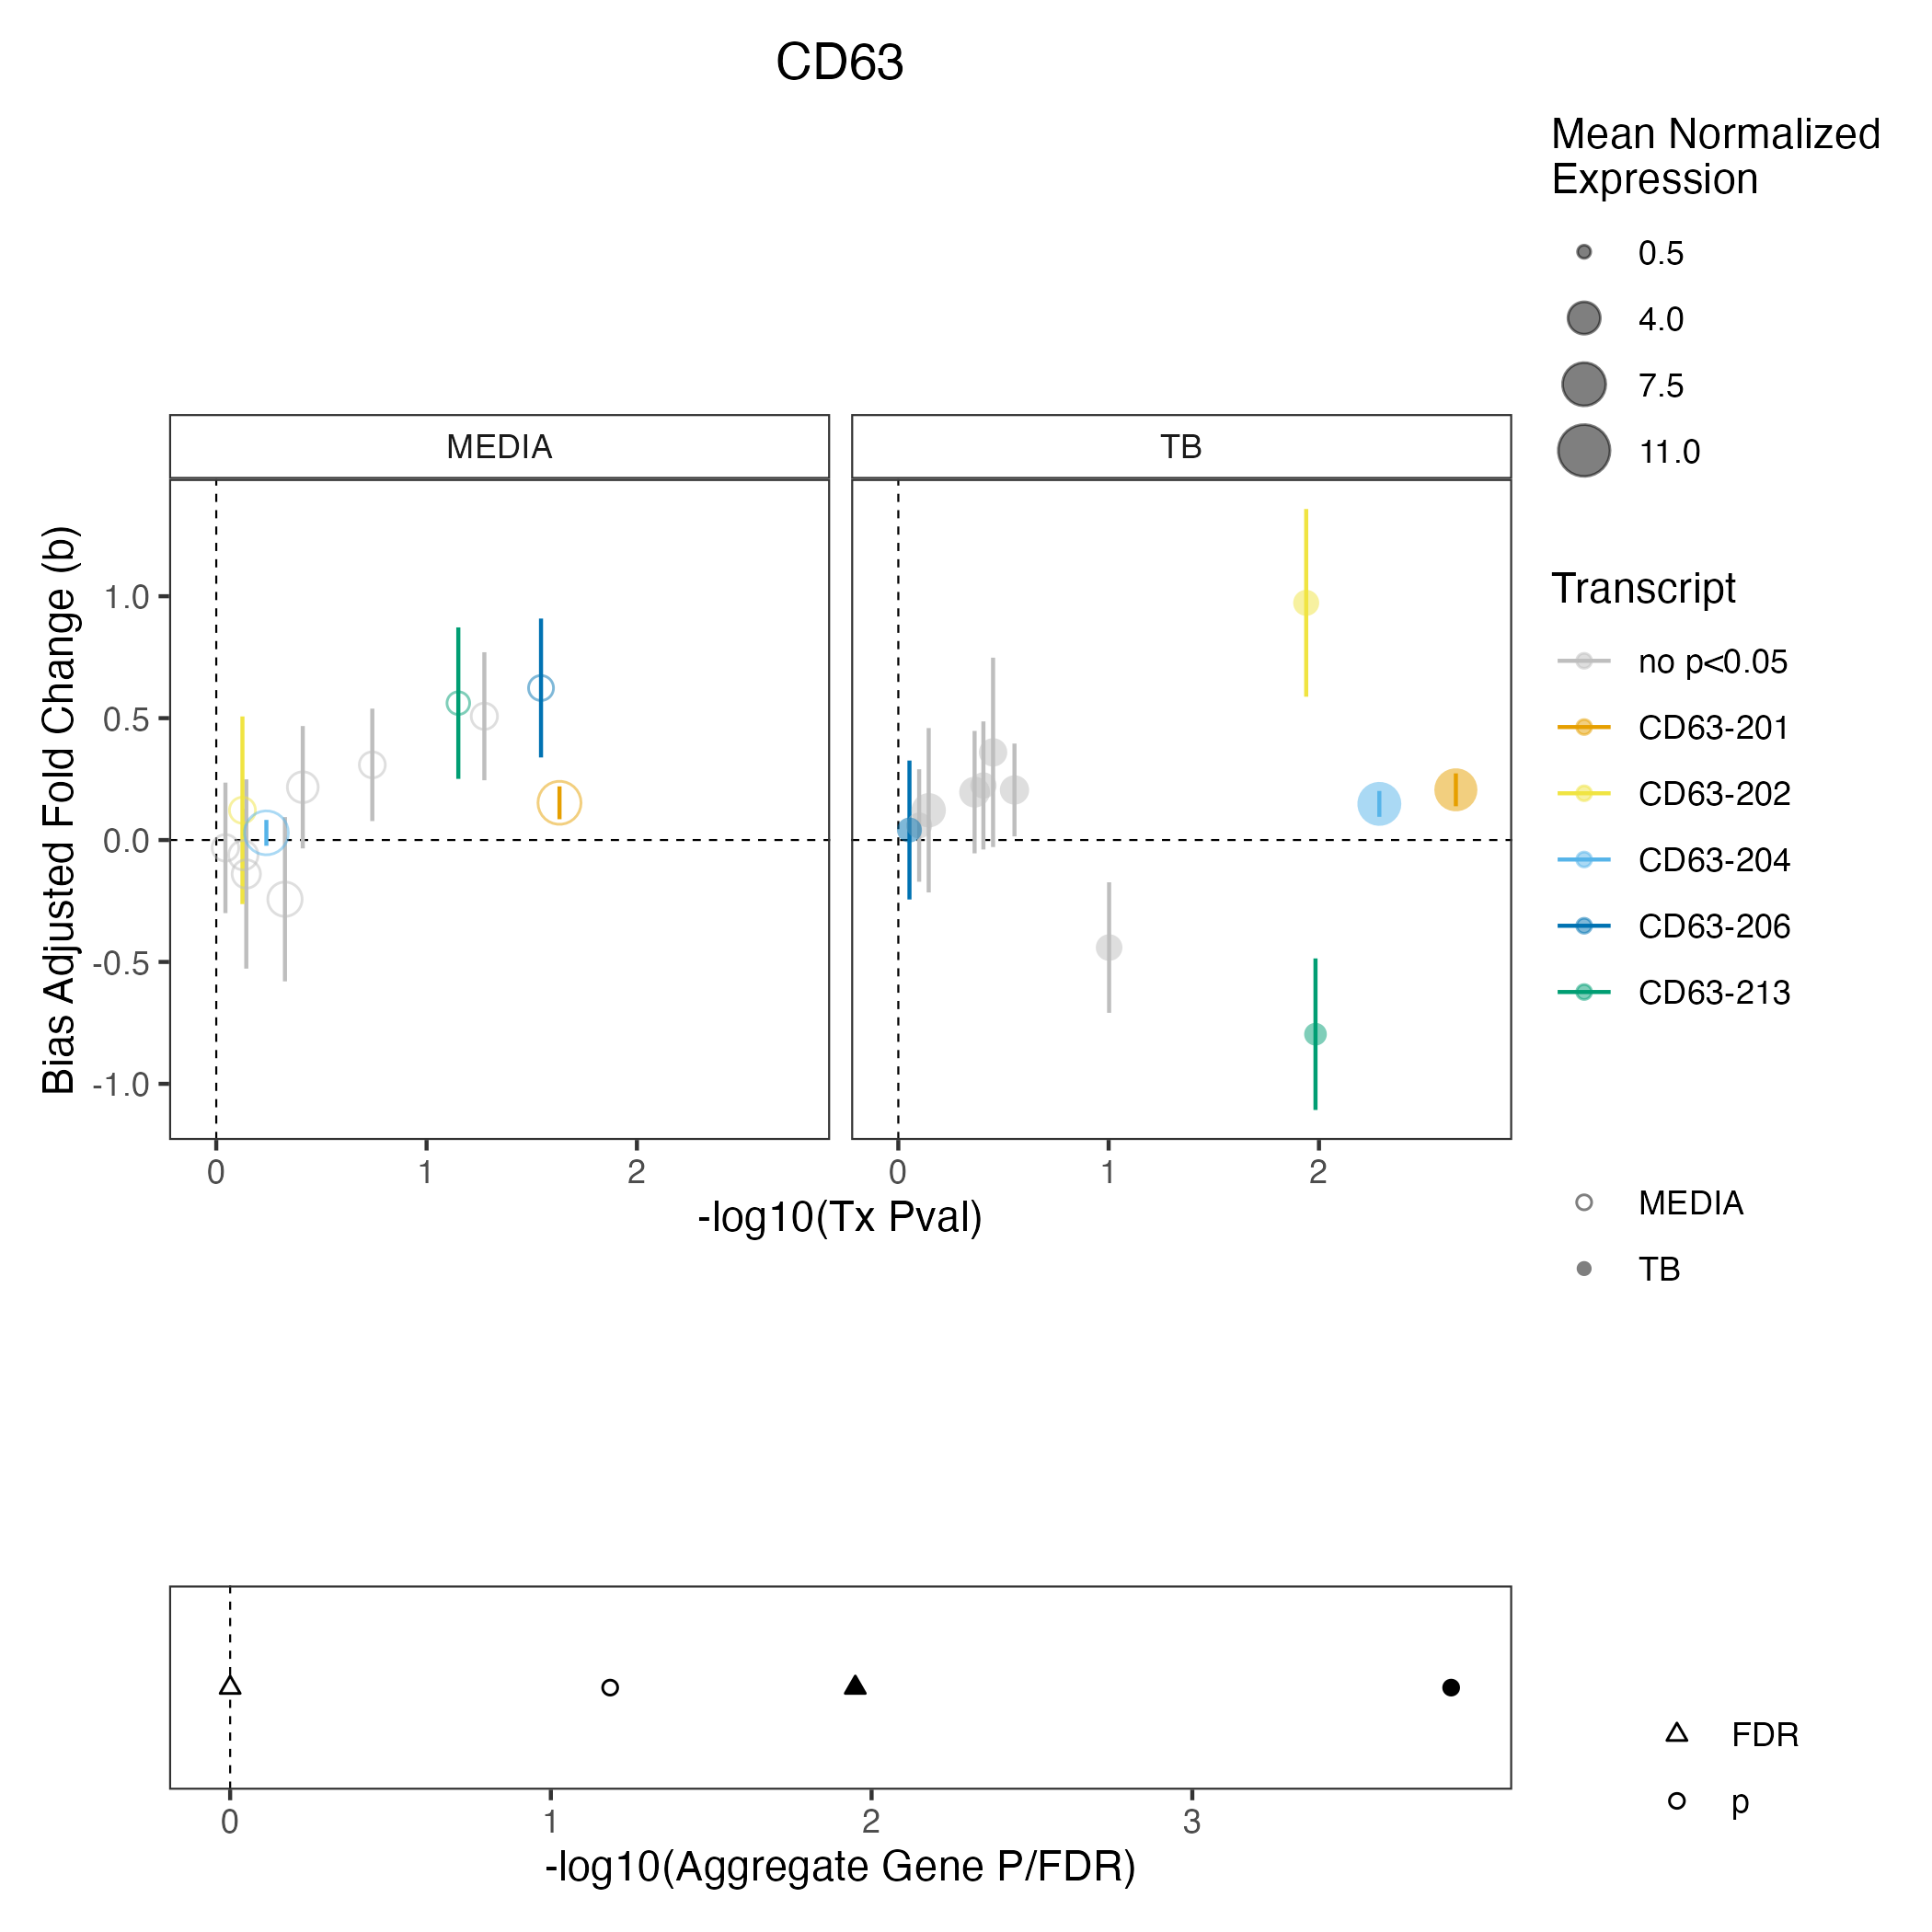 CD63
Mean Normalized
Expression
0.5
4.0
7.5
11.0
MEDIA
TB
Bias Adjusted Fold Change (b)
1.0
0.5
0.0
-0.5
-1.0
0
1
2
0
1
2
-log10(Tx Pval)
Transcript
no p<0.05
CD63-201
CD63-202
CD63-204
CD63-206
CD63-213
MEDIA
TB
0
1
2
3
-log10(Aggregate Gene P/FDR)
FDR
p